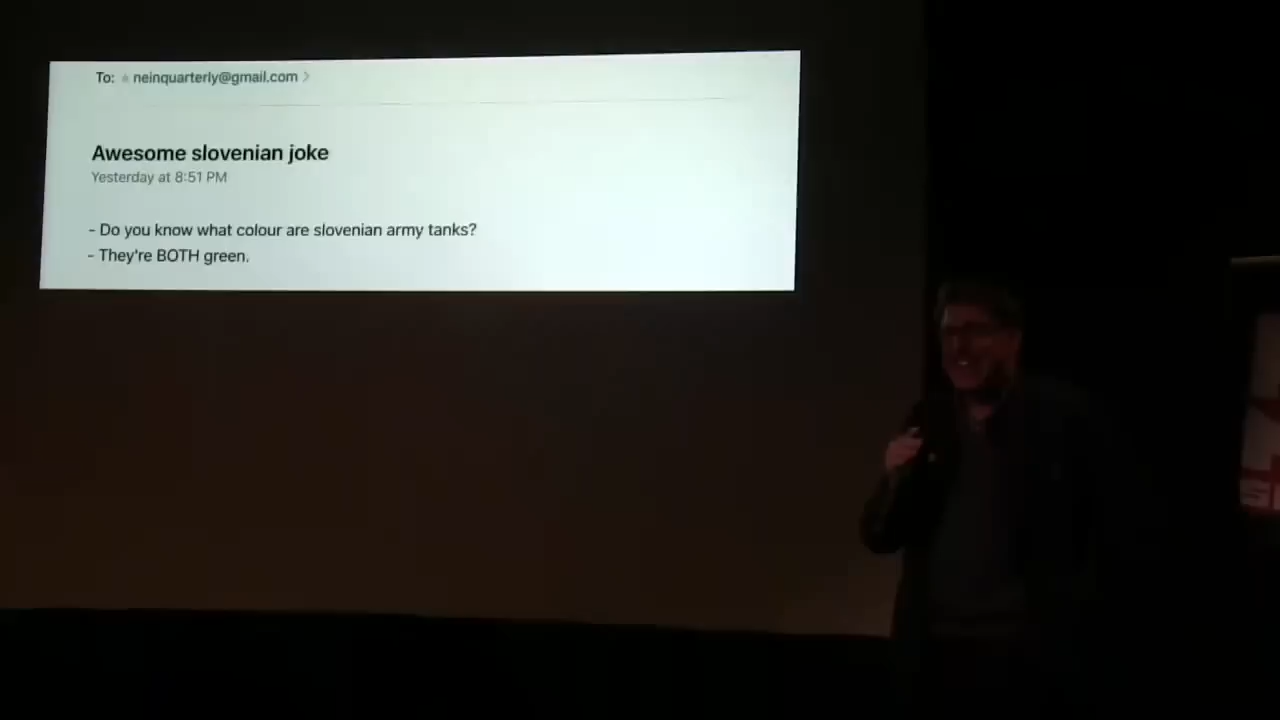 To: neinquarterly@gmail.com >
Awesome slovenian joke
Yesterday at 8:51 PM
- Do you know what colour are slovenian army tanks?
- They're BOTH green.